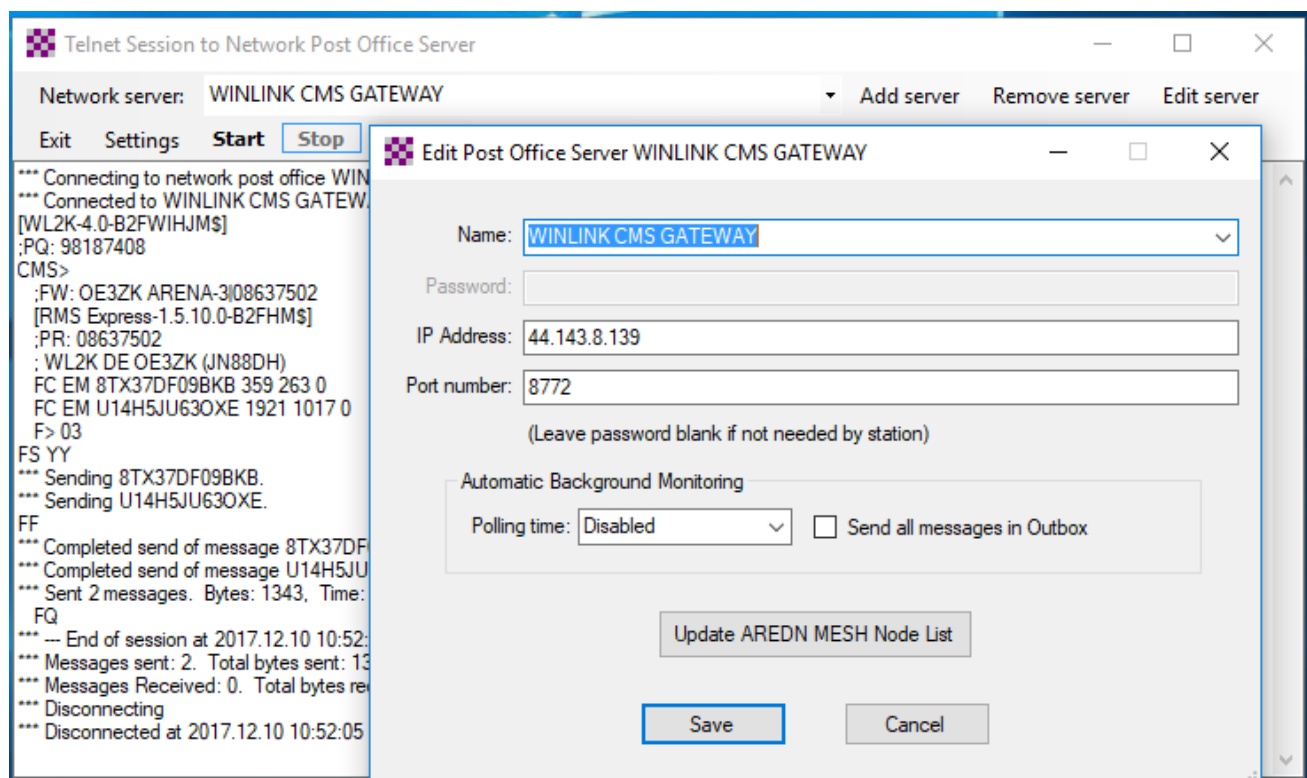 Telnet Session to Network Post Office Server
Network server: WINLINK CMS GATEWAY Add server Remove server Edit server
Exit Settings Start Stop
*** Connecting to network post office WIN
*** Connected to WINLINK CMS GATEW
[WL2K-4.0-B2FWIHJM$]
;PQ: 98187408
CMS>
;FW: OE3ZK ARENA-3|08637502
[RMS Express-1.5.10.0-B2FHM$]
;PR: 08637502
; WL2K DE OE3ZK (JN88DH)
FC EM 8TX37DF09BKB 359 263 0
FC EM U14H5JU63OXE 1921 1017 0
F> 03
FS YY
*** Sending 8TX37DF09BKB.
*** Sending U14H5JU63OXE.
FF
*** Completed send of message 8TX37DF
*** Completed send of message U14H5JU
*** Sent 2 messages. Bytes: 1343, Time:
FQ
*** --- End of session at 2017.12.10 10:52:
*** Messages sent: 2. Total bytes sent: 13
*** Messages Received: 0. Total bytes re
*** Disconnecting
*** Disconnected at 2017.12.10 10:52:05
Edit Post Office Server WINLINK CMS GATEWAY
Name: WINLINK CMS GATEWAY
Password:
IP Address: 44.143.8.139
Port number: 8772
(Leave password blank if not needed by station)
Automatic Background Monitoring
Polling time: Disabled Send all messages in Outbox
Update AREDN MESH Node List
Save Cancel